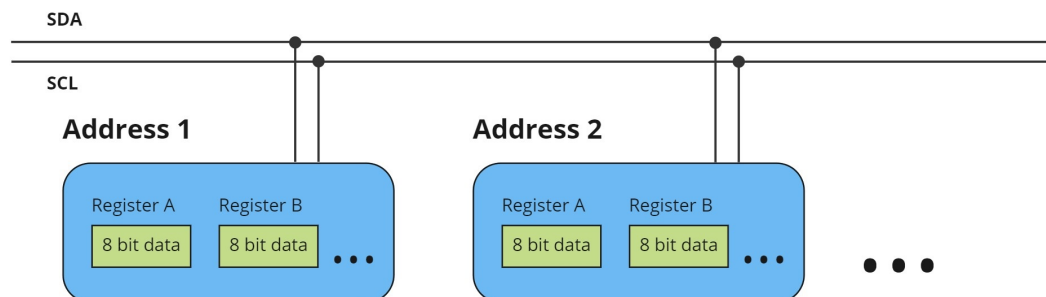 SDA
SCL
Address 1
Address 2
Register A
Register B
Register A
Register B
8 bit data
8 bit data
8 bit data
8 bit data